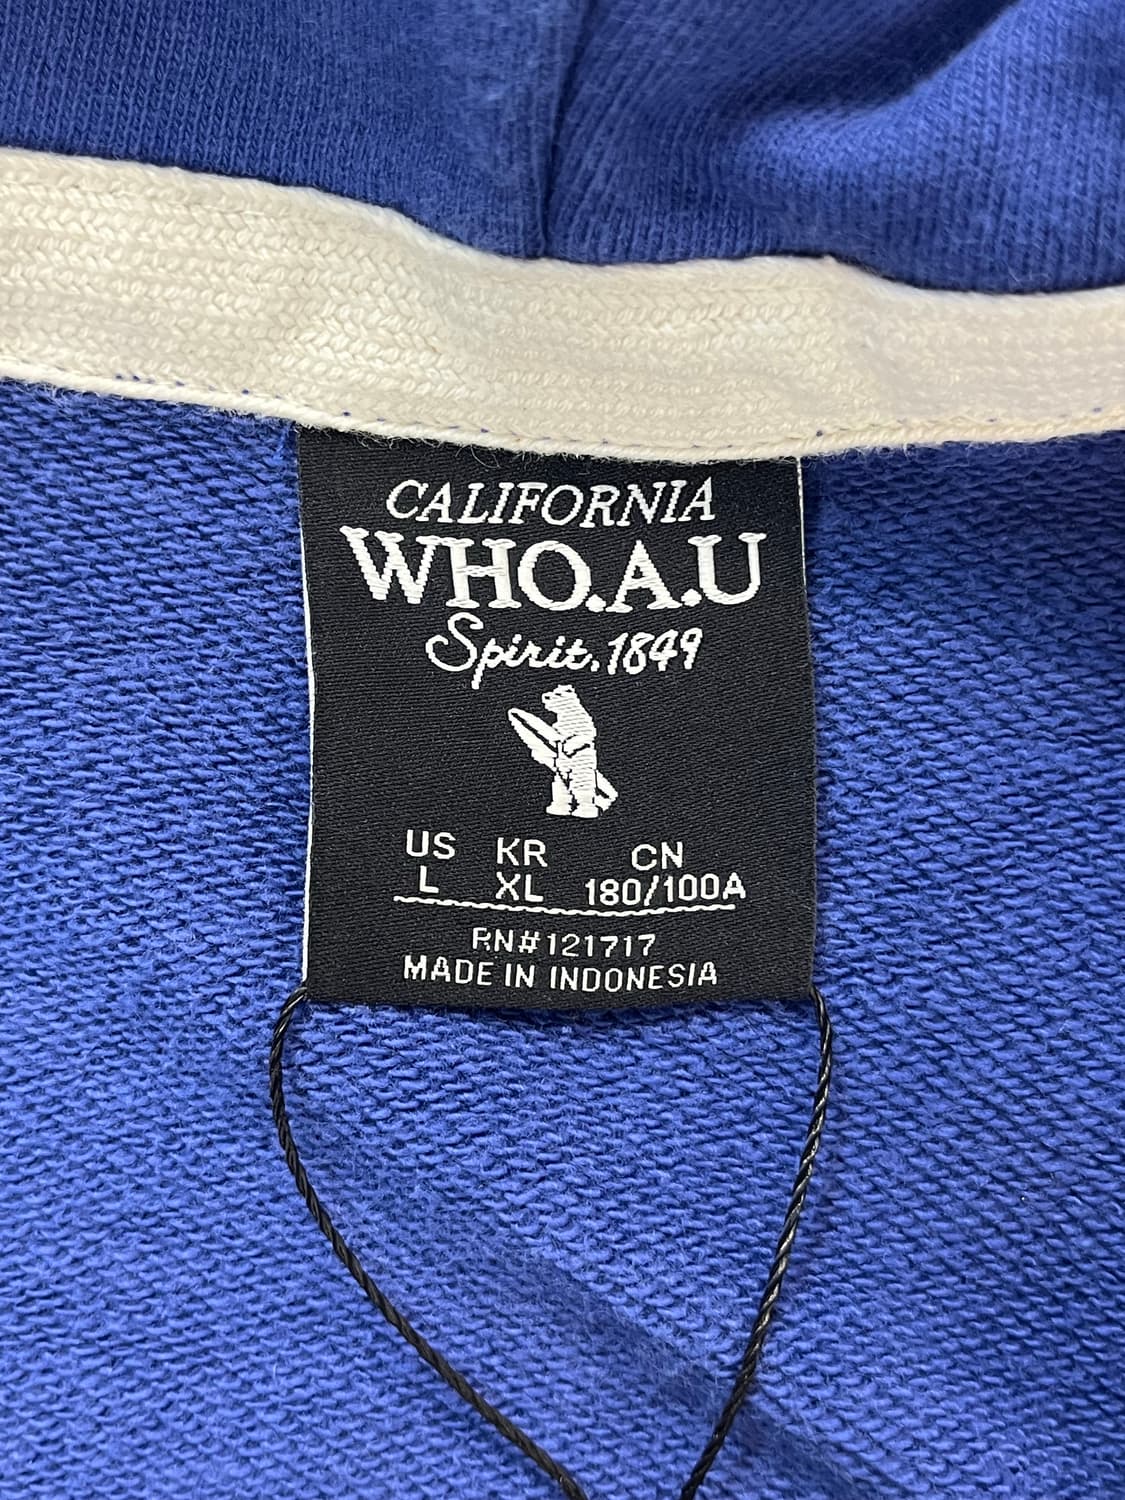 CALIFORNIA
WHO.A.U
Spirit.1849
US KR CN
L XL 180/100A
RN#121717
MADE IN INDONESIA